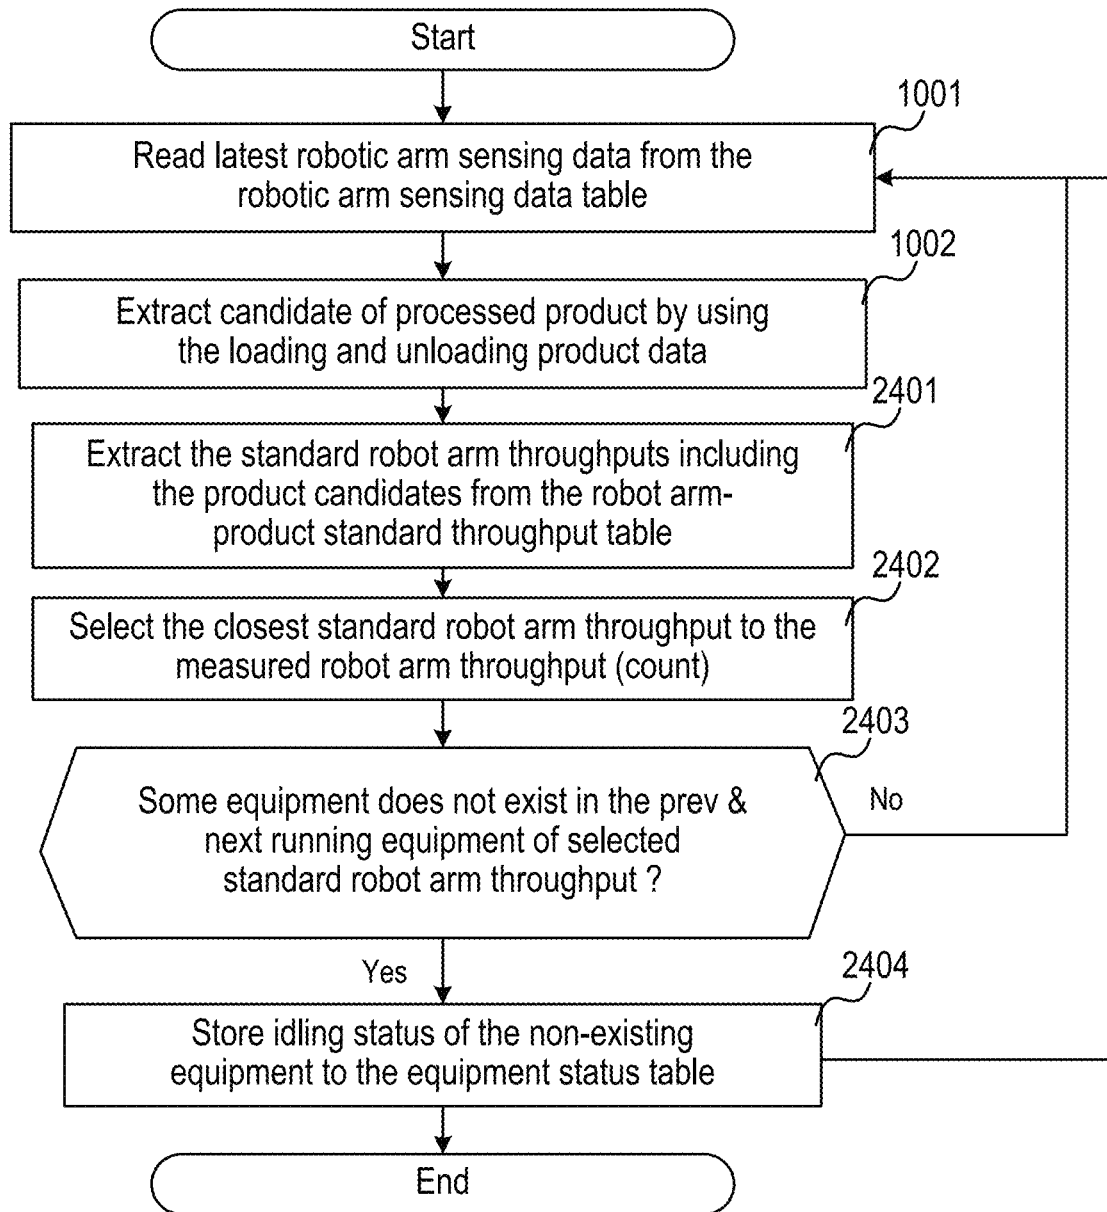 Start
1001
Read latest robotic arm sensing data from the
robotic arm sensing data table
1002
Extract candidate of processed product by using
the loading and unloading product data
2401
Extract the standard robot arm throughputs including
the product candidates from the robot arm-
product standard throughput table
2402
Select the closest standard robot arm throughput to the
measured robot arm throughput (count)
2403
Some equipment does not exist in the prev &
next running equipment of selected
standard robot arm throughput ?
No
Yes
2404
Store idling status of the non-existing
equipment to the equipment status table
End